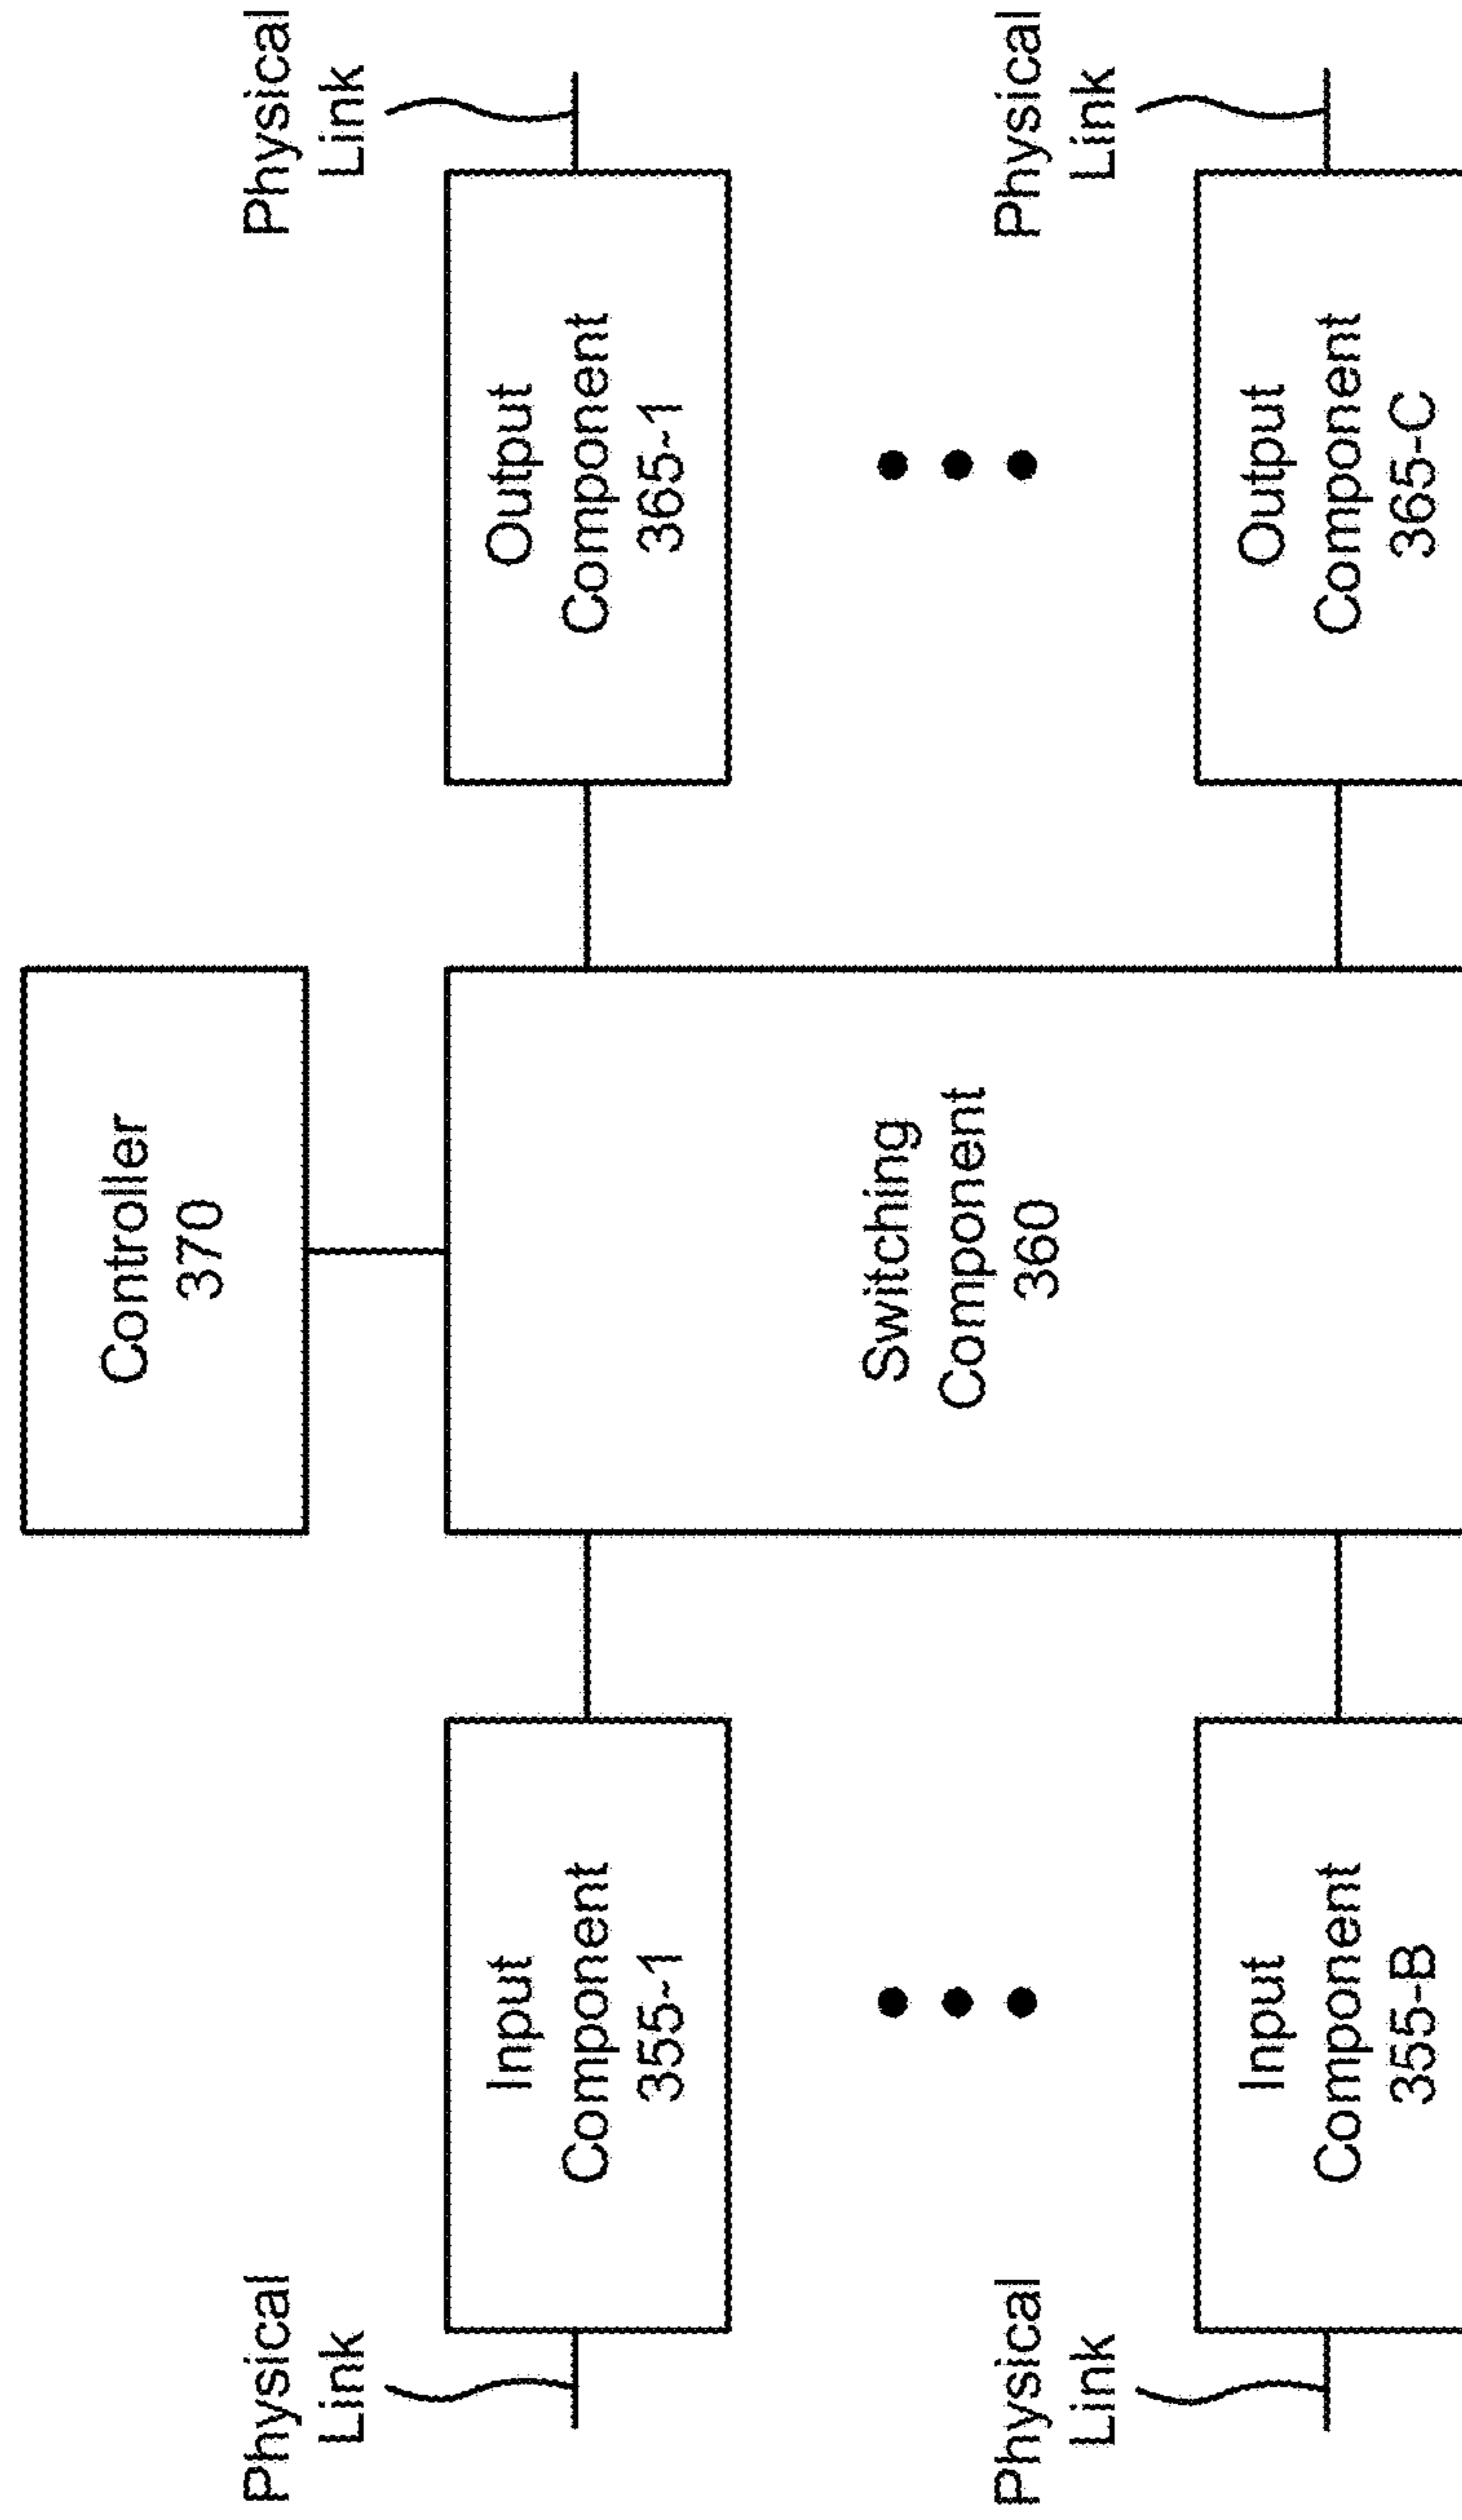 Controller
370
Physical
Link
Input
Component
355-1
Switching
Component
360
Output
Component
365-1
Physical
Link
Physical
Link
Input
Component
355-B
Output
Component
365-C
Physical
Link